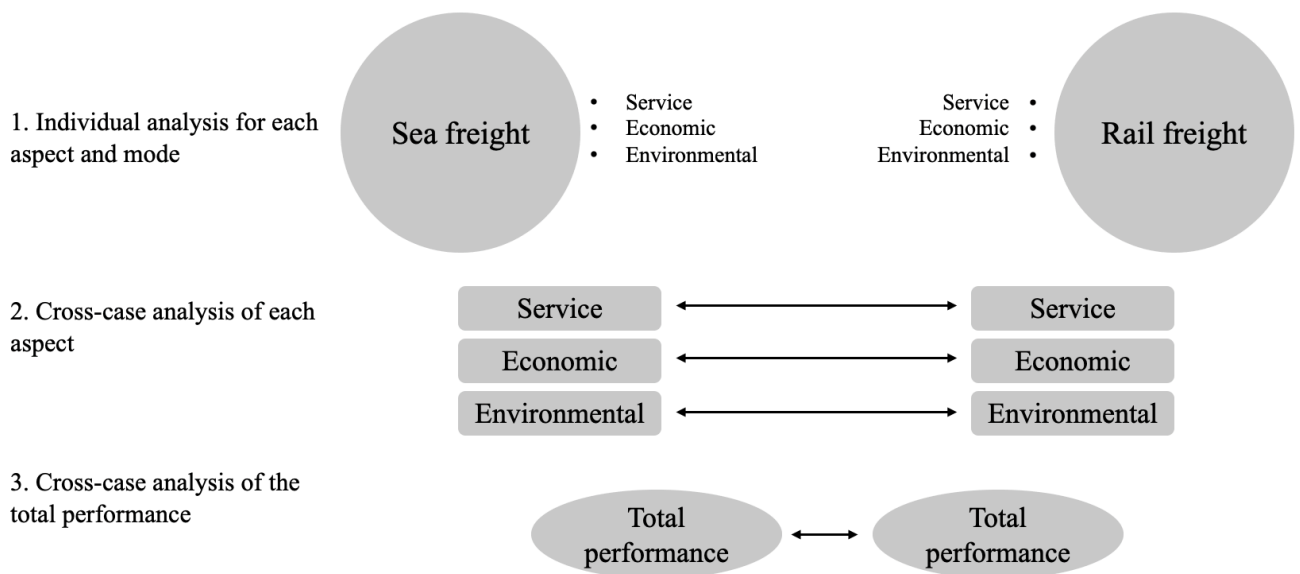 1. Individual analysis for each
aspect and mode
Sea freight
• Service
• Economic
• Environmental
Service •
Economic •
Environmental •
Rail freight
2. Cross-case analysis of each
aspect
Service
Service
Economic
Economic
Environmental
Environmental
3. Cross-case analysis of the
total performance
Total
performance
Total
performance